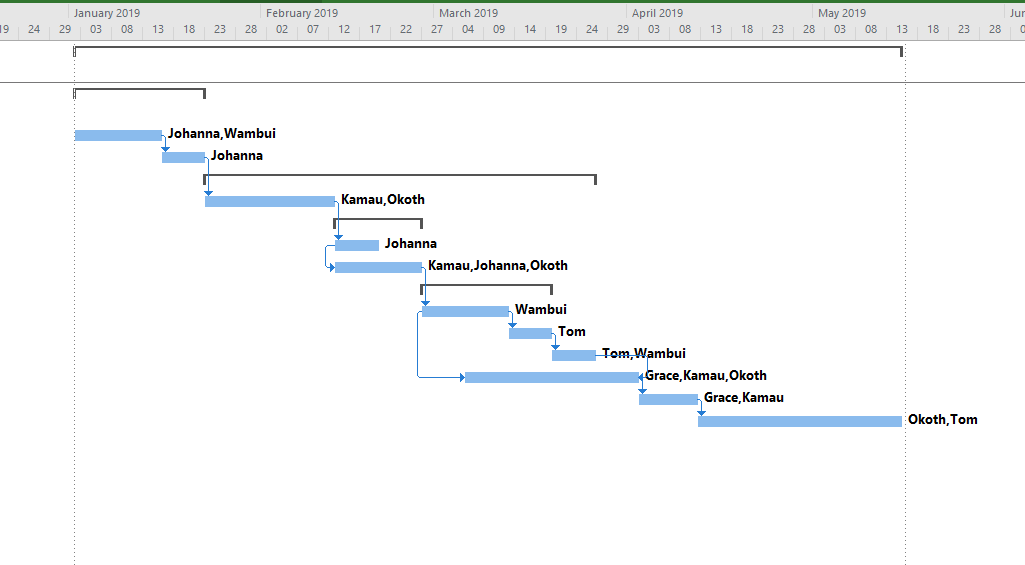 January 2019 February 2019 March 2019 April 2019 May 2019
19 24 29 03 08 13 18 23 28 02 07 12 17 22 27 04 09 14 19 24 29 03 08 13 18 23 28 03 08 13 18 23 28
Johanna,Wambui
Johanna
Kamau,Okoth
Johanna
Kamau,Johanna,Okoth
Wambui
Tom
Tom,Wambui
Grace,Kamau,Okoth
Grace,Kamau
Okoth,Tom